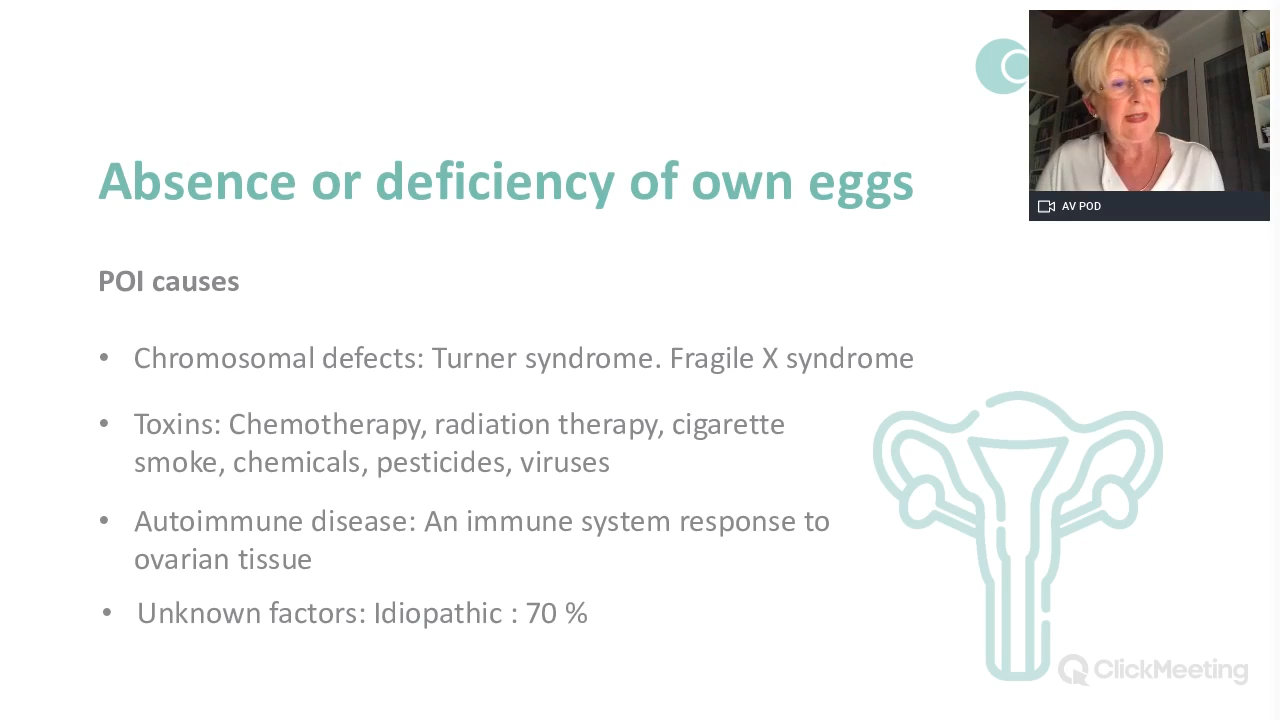 Absence or deficiency of own eggs
AV POD
POI causes
• Chromosomal defects: Turner syndrome. Fragile X syndrome
• Toxins: Chemotherapy, radiation therapy, cigarette
smoke, chemicals, pesticides, viruses
• Autoimmune disease: An immune system response to
ovarian tissue
• Unknown factors: Idiopathic : 70 %
ClickMeeting